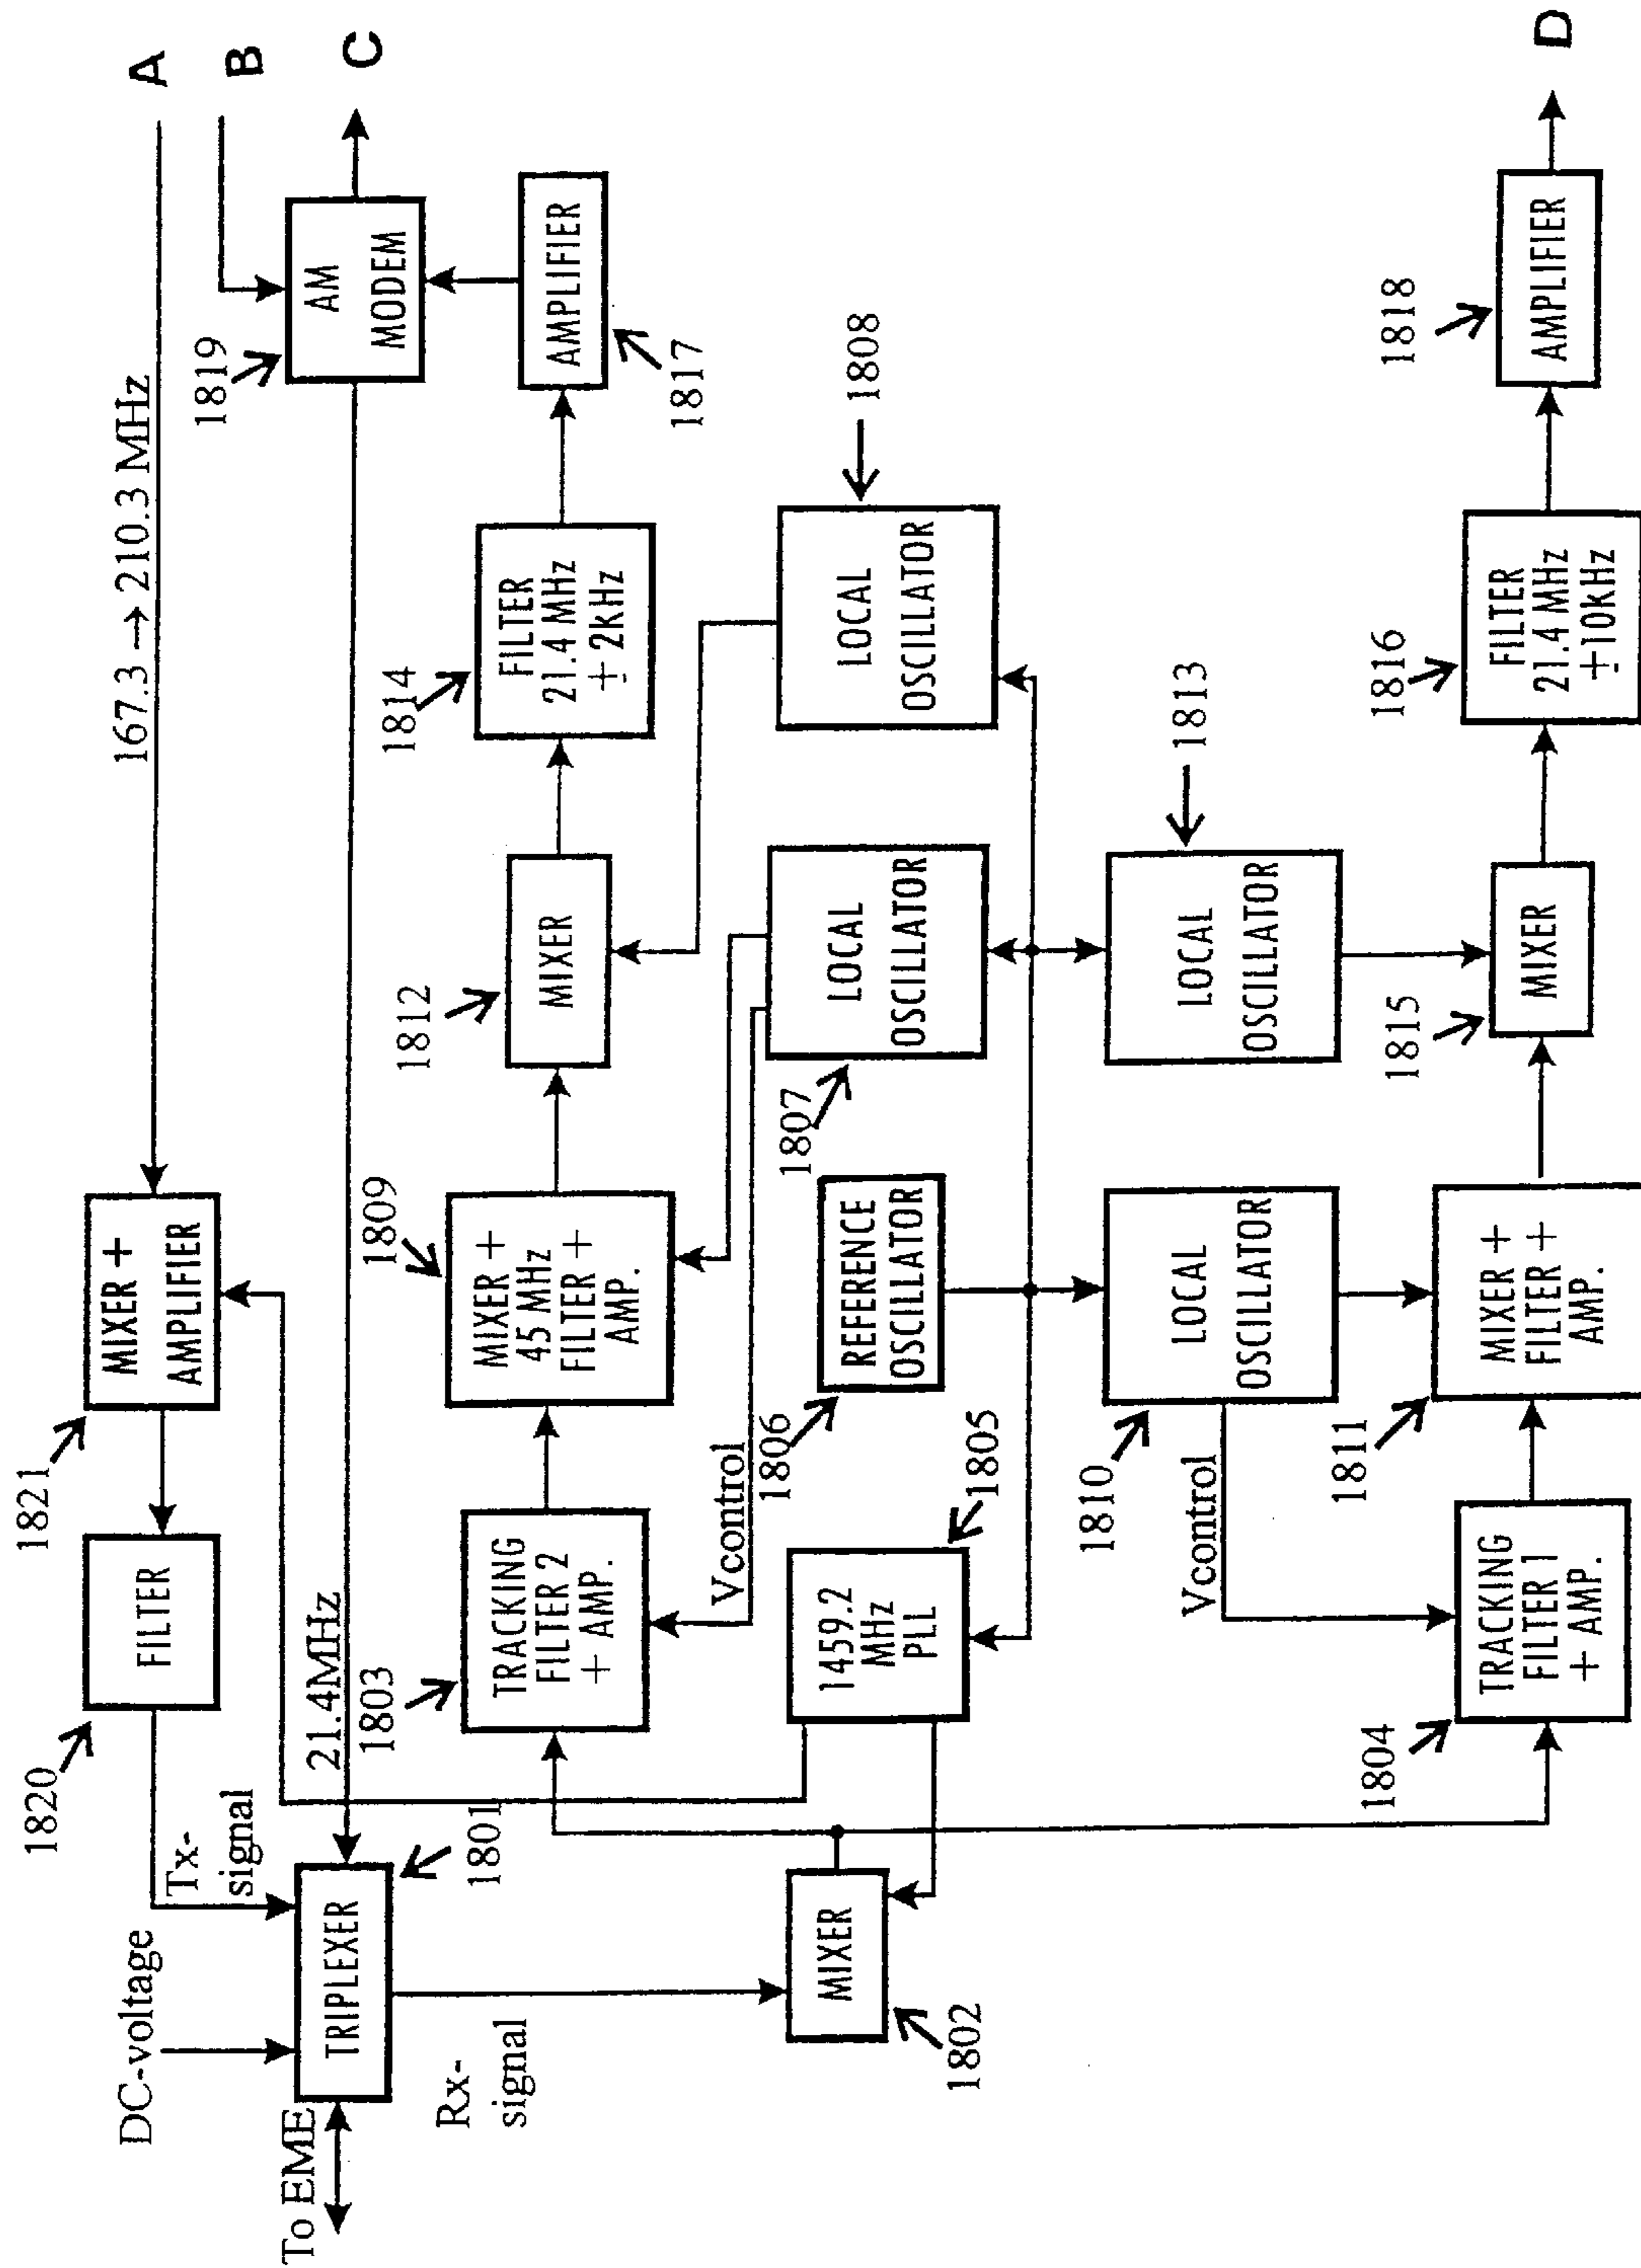 A
B
C
D
167.3 → 210.3 MHz
1819
AM
MODEM
AMPLIFIER
1817
1808
1818
AMPLIFIER
FILTER
21.4 MHz
± 2kHz
1814
LOCAL
OSCILLATOR
1813
1816
FILTER
21.4 MHz
±10kHz
MIXER
1812
LOCAL
OSCILLATOR
1807
LOCAL
OSCILLATOR
1815
MIXER
MIXER +
AMPLIFIER
1821
1809
MIXER +
45 MHz
FILTER +
AMP.
REFERENCE
OSCILLATOR
1806
LOCAL
OSCILLATOR
1810
MIXER +
FILTER +
AMP.
1811
FILTER
1820
21.4MHz
1803
TRACKING
FILTER 2
+ AMP.
Vcontrol
1805
1459.2
MHz
PLL
Vcontrol
1804
TRACKING
FILTER 1
+ AMP.
Tx-
signal
DC-voltage
TRIPLEXER
1801
To EME
Rx-
signal
MIXER
1802